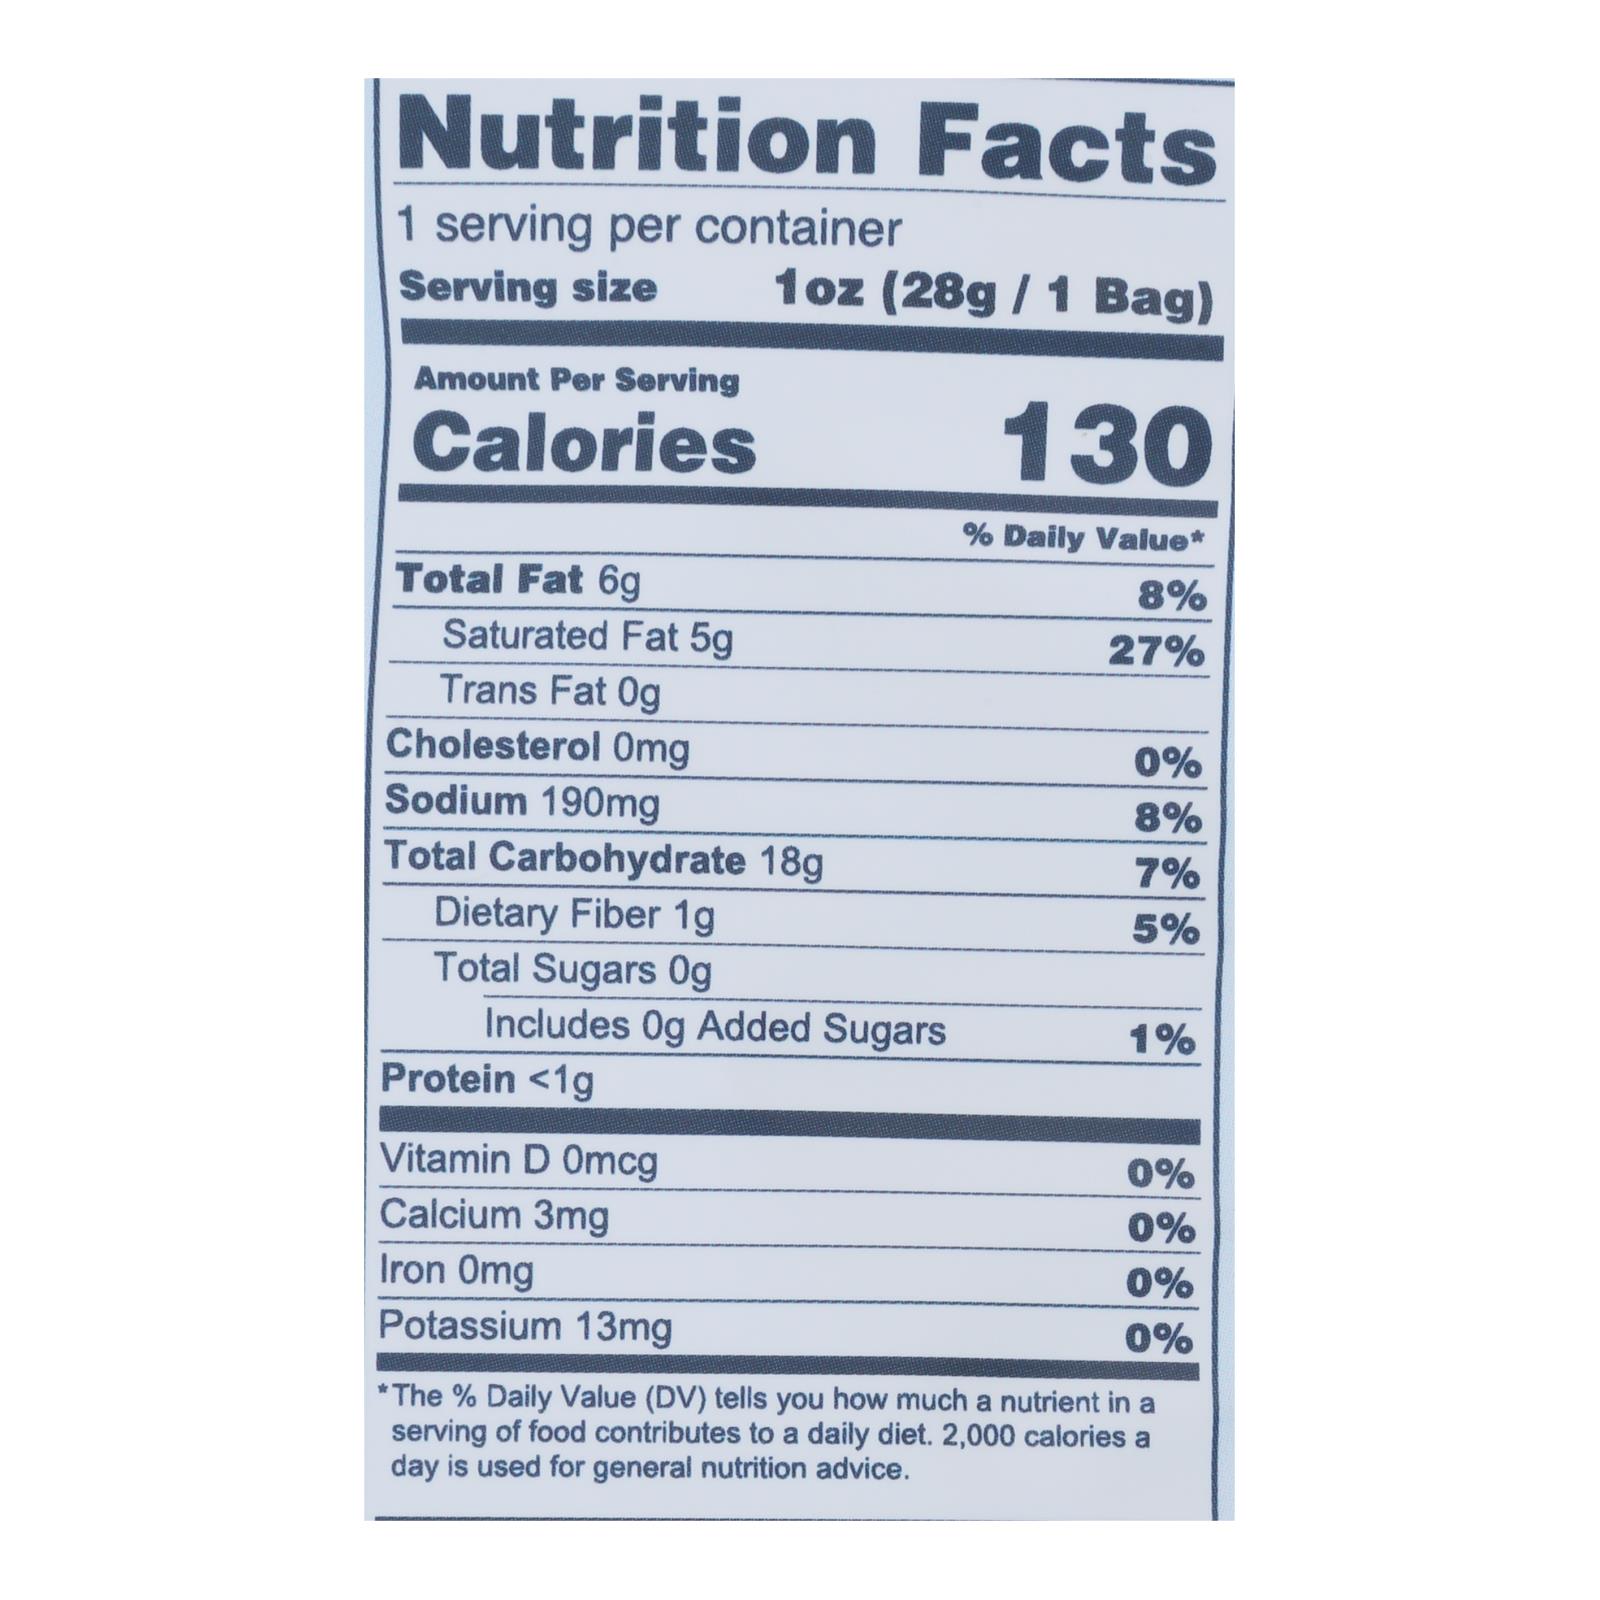 Nutrition Facts
1 serving per container
Serving size 1oz (28g / 1 Bag)
Amount Per Serving
Calories 130
% Daily Value*
Total Fat 6g 8%
Saturated Fat 5g 27%
Trans Fat 0g
Cholesterol 0mg 0%
Sodium 190mg 8%
Total Carbohydrate 18g 7%
Dietary Fiber 1g 5%
Total Sugars 0g
Includes 0g Added Sugars 1%
Protein <1g
Vitamin D 0mcg 0%
Calcium 3mg 0%
Iron 0mg 0%
Potassium 13mg 0%
*The % Daily Value (DV) tells you how much a nutrient in a
serving of food contributes to a daily diet. 2,000 calories a
day is used for general nutrition advice.